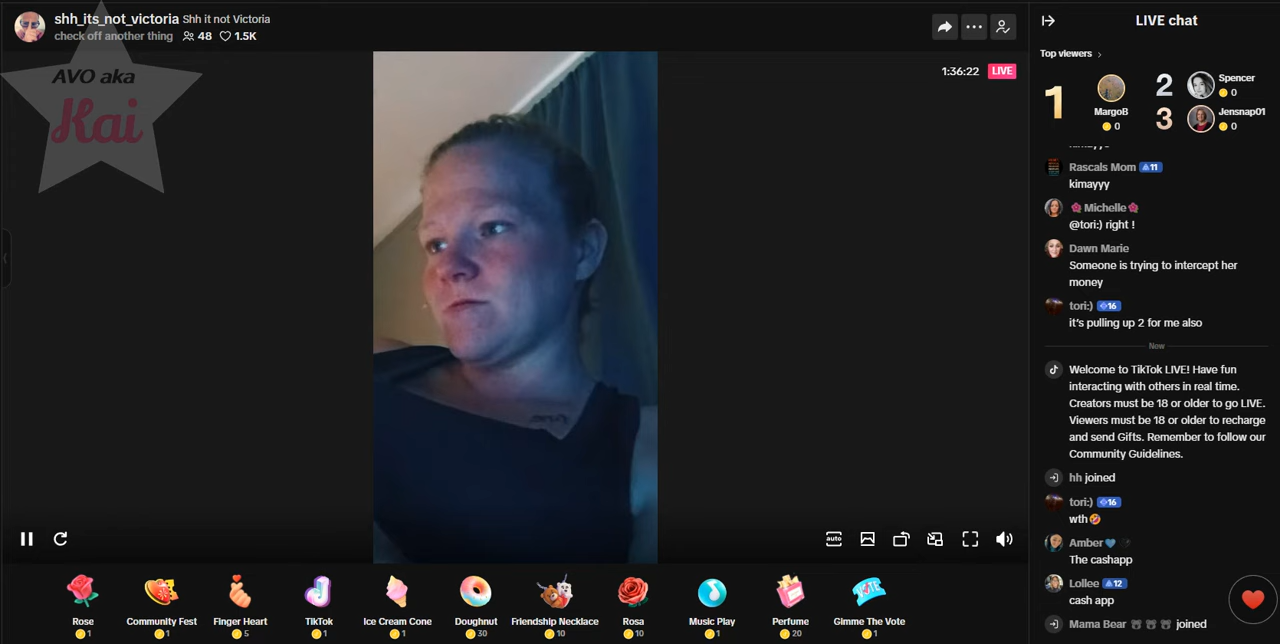 shh_its_not_victoria Shh it not Victoria
check off another thing 48 1.5K
AVO aka
Kai
1:36:22 LIVE
LIVE chat
Top viewers
1
MargoB
0
2
Spencer
0
3
Jensnap01
0
Rascals Mom 11
kimayyy
Michelle
@tori:) right !
Dawn Marie
Someone is trying to intercept her
money
tori:) 16
it's pulling up 2 for me also
Now
Welcome to TikTok LIVE! Have fun
interacting with others in real time.
Creators must be 18 or older to go LIVE.
Viewers must be 18 or older to recharge
and send Gifts. Remember to follow our
Community Guidelines.
hh joined
tori:) 16
wth🤣
Amber
The cashapp
Lollee 12
cash app
Mama Bear joined
auto
Rose
1
Community Fest
1
Finger Heart
5
TikTok
1
Ice Cream Cone
1
Doughnut
30
Friendship Necklace
10
Rosa
10
Music Play
1
Perfume
20
VOTE
Gimme The Vote
1